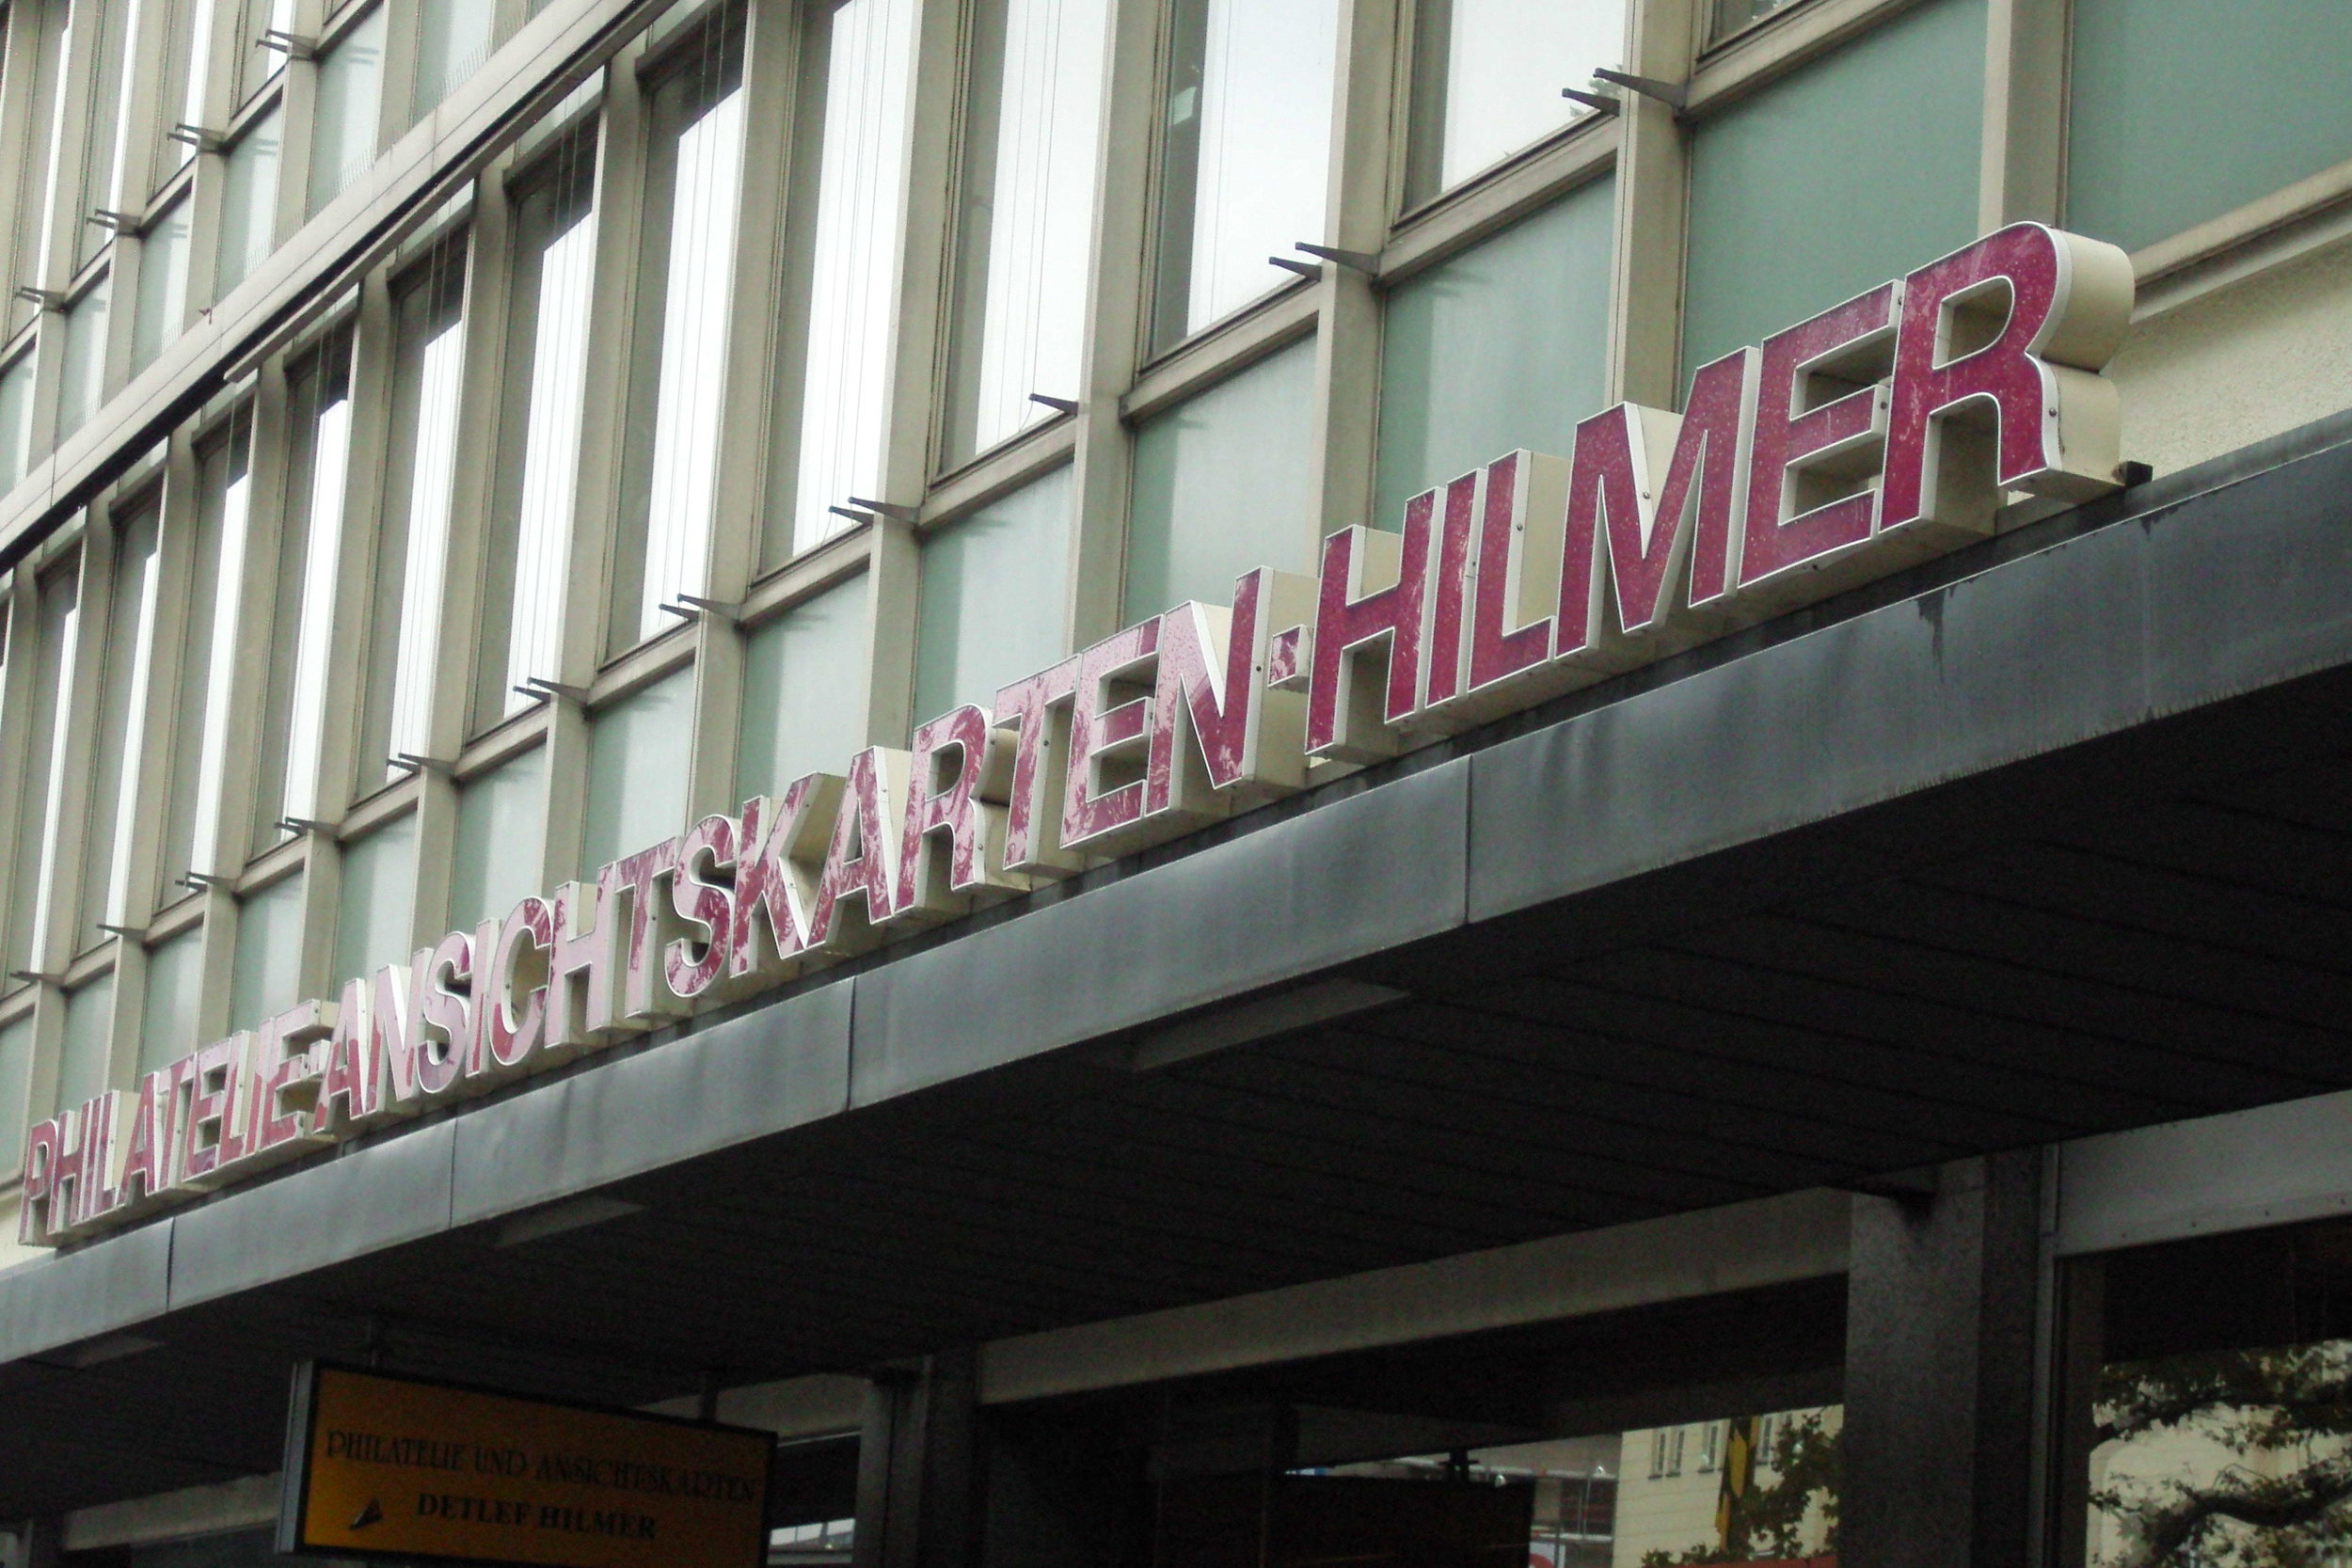 PHILATELIE-ANSICHTSKARTEN-HILMER
PHILATELIE UND ANSICHTSKARTEN
DETLEF HILMER